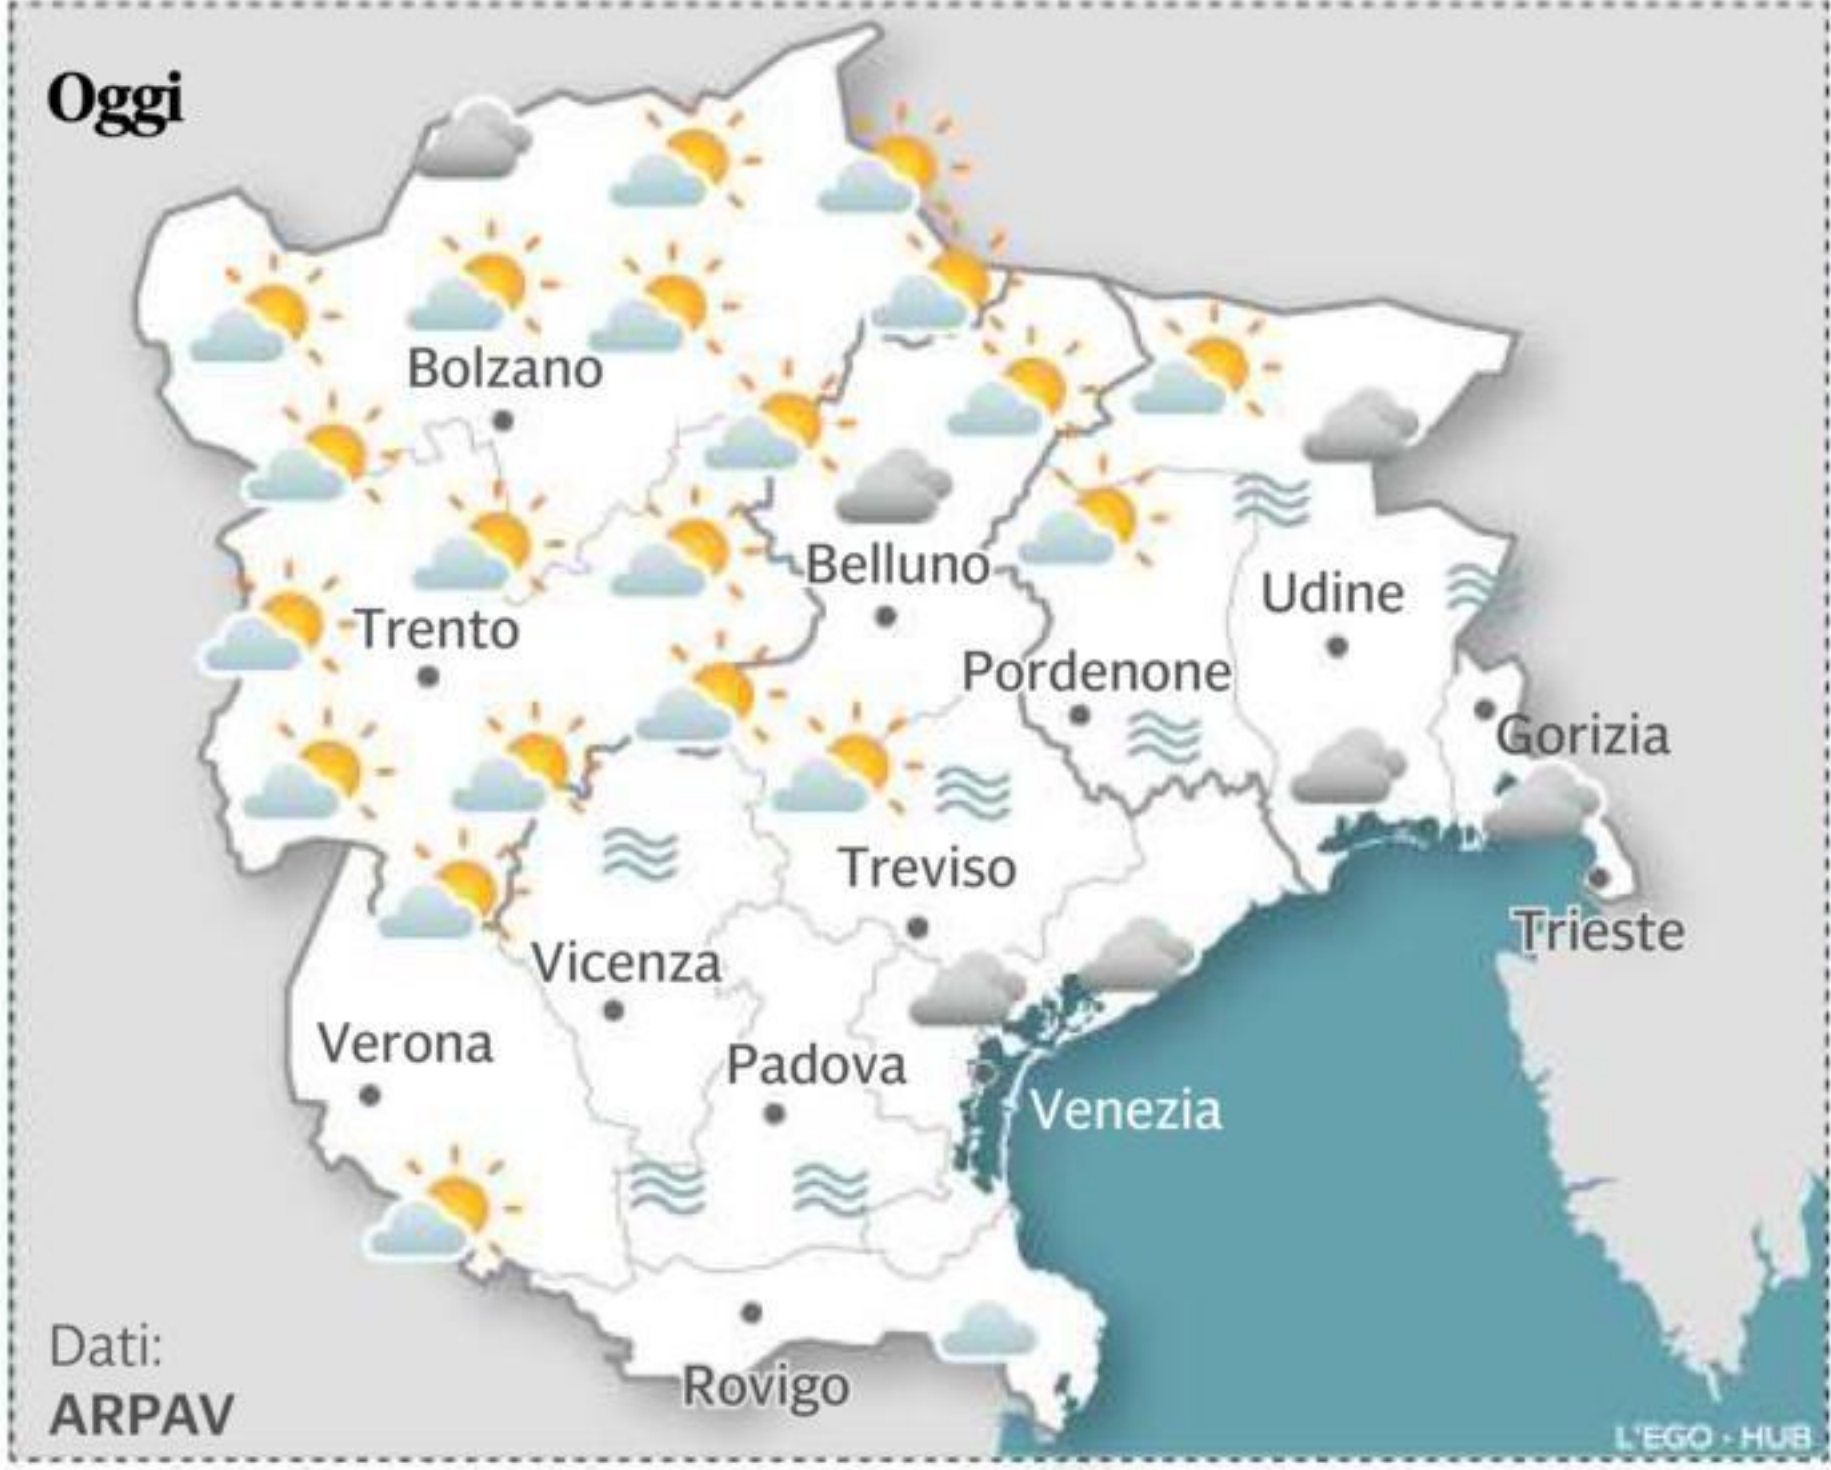 Oggi
Bolzano
Belluno
Udine
Trento
Pordenone
Gorizia
Treviso
Trieste
Vicenza
Verona
Padova
Venezia
Dati:
ARPAV
Rovigo
L'EGO - HUB